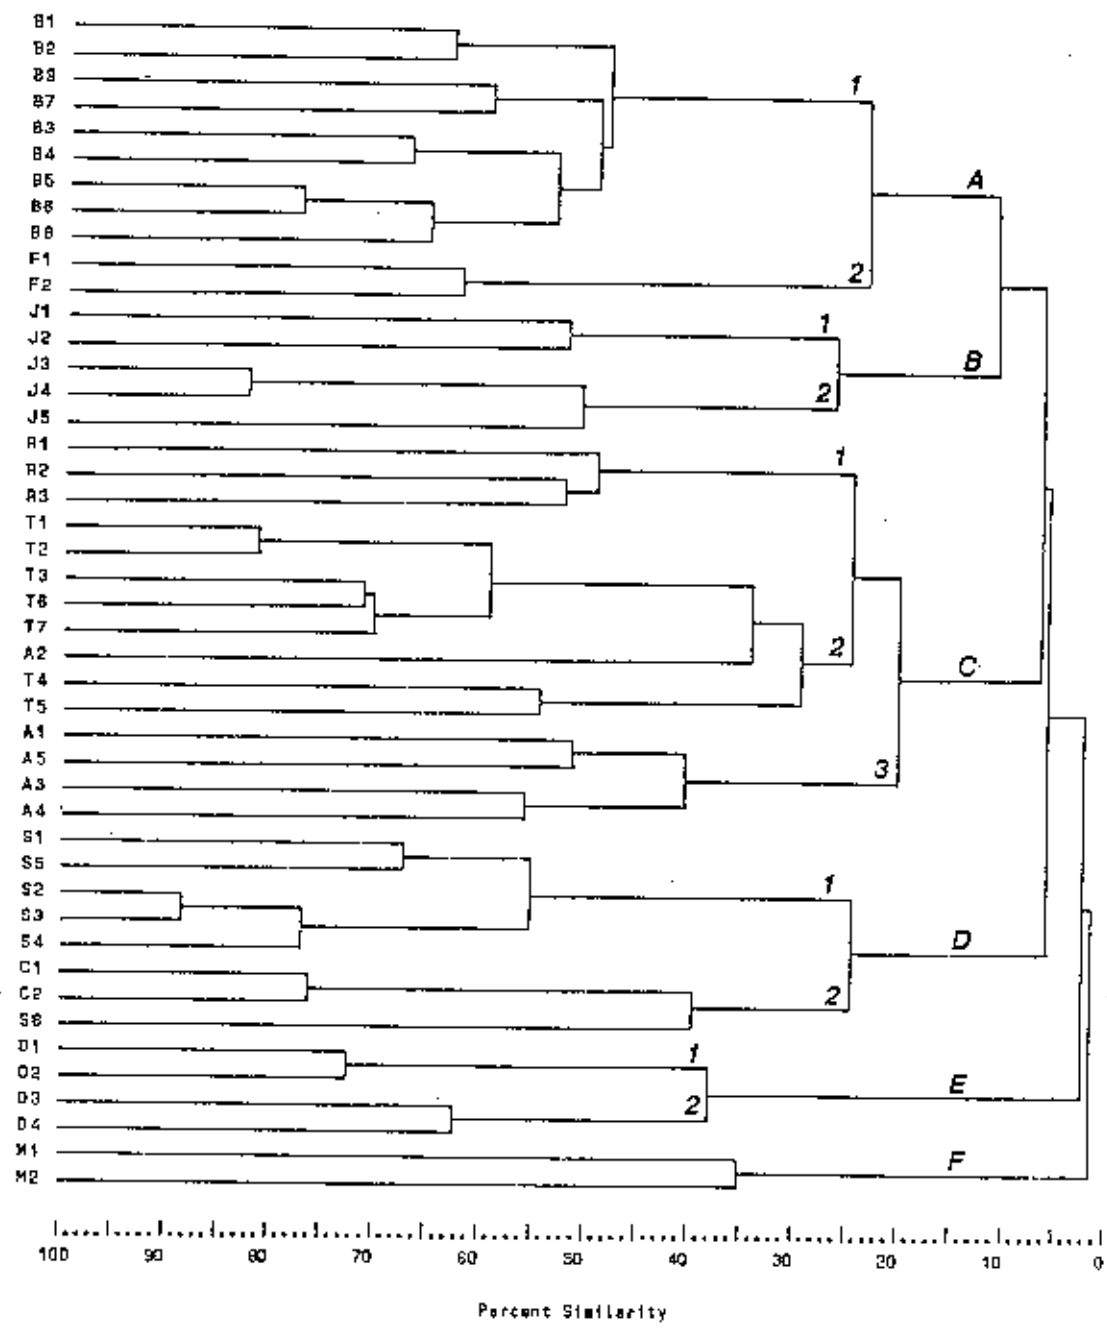 B1
B2
B9
B7
1
B3
B4
B5
A
B6
B8
F1
2
F2
J1
1
J2
J3
B
J4
2
J5
R1
R2
1
R3
T1
T2
T3
T6
T7
2
A2
C
T4
T5
A1
A5
3
A3
A4
S1
S5
1
S2
S3
S4
D
C1
C2
2
S6
D1
1
D2
E
D3
2
D4
M1
F
M2
100 90 80 70 60 50 40 30 20 10 0
Percent Similarity